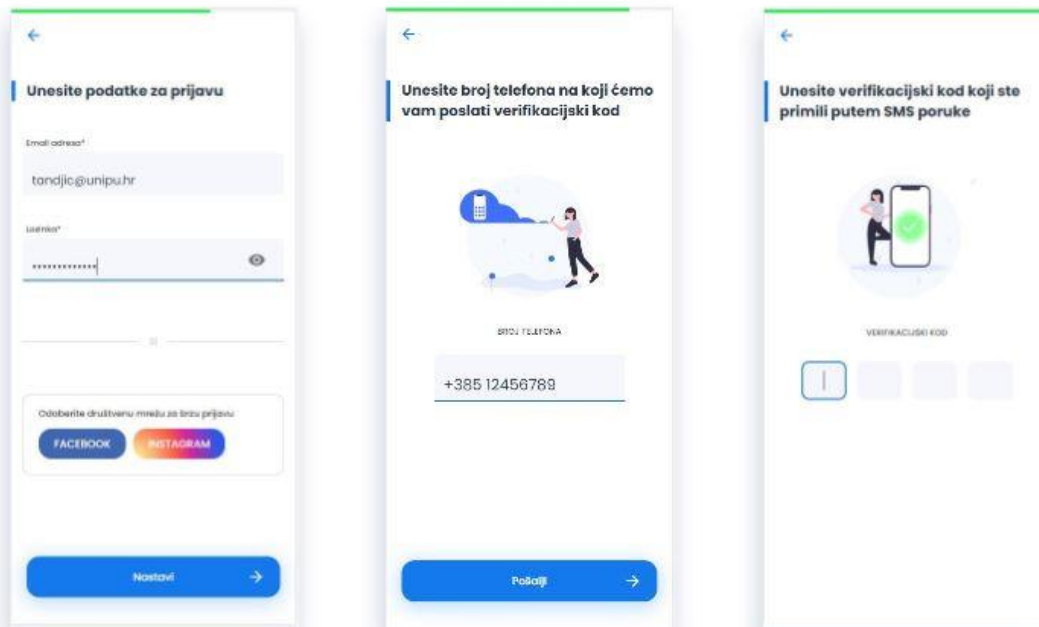 Unesite podatke za prijavu
Email adresa*
tandjic@unipu.hr
Lozinka*
•••••••••••••
ili
Odaberite društvenu mrežu za brzu prijavu
FACEBOOK
INSTAGRAM
Nastavi
Unesite broj telefona na koji ćemo
vam poslati verifikacijski kod
BROJ TELEFONA
+385 12456789
Pošalji
Unesite verifikacijski kod koji ste
primili putem SMS poruke
VERIFIKACIJSKI KOD